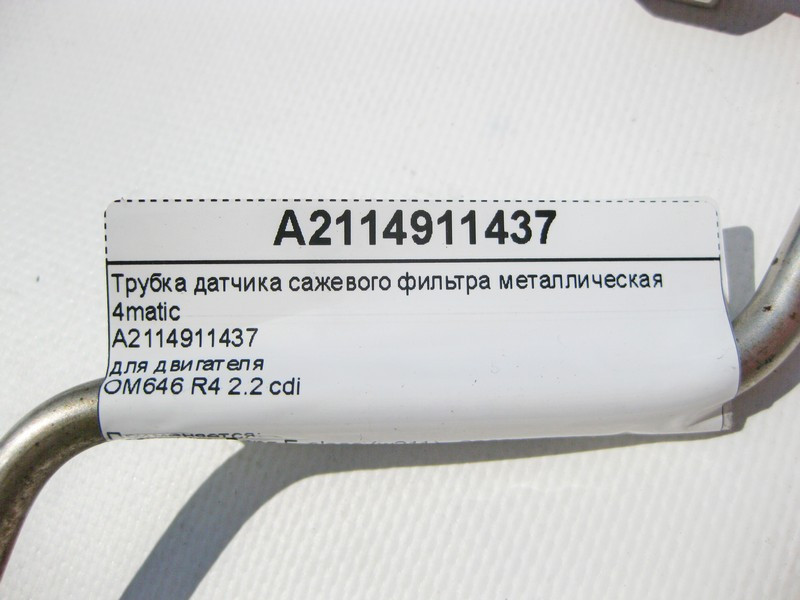 A2114911437
Трубка датчика сажевого фильтра металлическая
4matic
A2114911437
для двигателя
OM646 R4 2.2 cdi